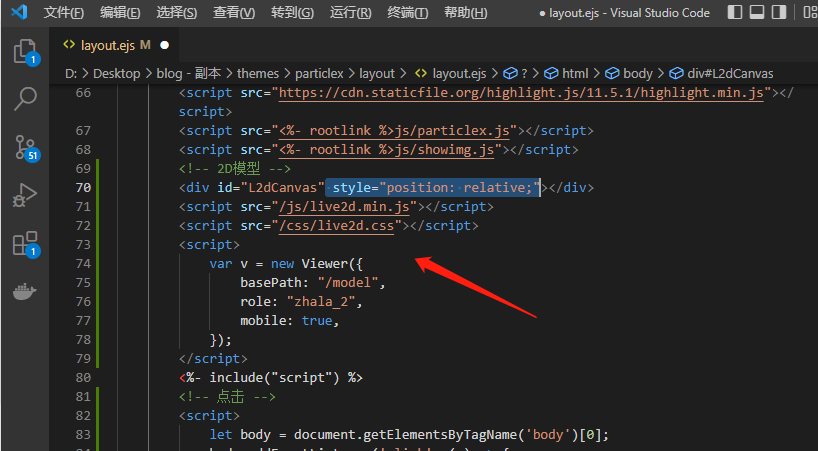 文件(F) 编辑(E) 选择(S) 查看(V) 转到(G) 运行(R) 终端(T) 帮助(H) ● layout.ejs - Visual Studio Code
<> layout.ejs M ●
D: > Desktop > blog - 副本 > themes > particlex > layout > <> layout.ejs > ? > html > body > div#L2dCanvas
1
51
1
66 <script src="https://cdn.staticfile.org/highlight.js/11.5.1/highlight.min.js"></
script>
67 <script src="<%- rootlink %>js/particlex.js"></script>
68 <script src="<%- rootlink %>js/showimg.js"></script>
69 <!-- 2D模型 -->
70 <div id="L2dCanvas" style="position: relative;"></div>
71 <script src="/js/live2d.min.js"></script>
72 <script src="/css/live2d.css"></script>
73 <script>
74 var v = new Viewer({
75 basePath: "/model",
76 role: "zhala_2",
77 mobile: true,
78 });
79 </script>
80 <%- include("script") %>
81 <!-- 点击 -->
82 <script>
83 let body = document.getElementsByTagName('body')[0];